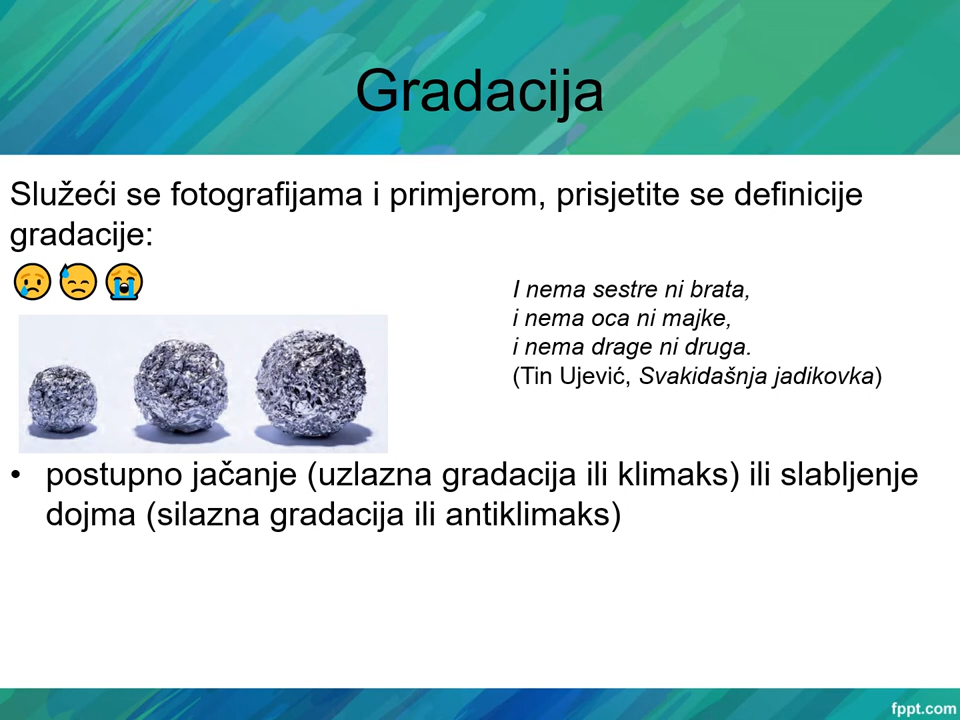 Gradacija
Služeći se fotografijama i primjerom, prisjetite se definicije
gradacije:
I nema sestre ni brata,
i nema oca ni majke,
i nema drage ni druga.
(Tin Ujević, Svakidašnja jadikovka)
• postupno jačanje (uzlazna gradacija ili klimaks) ili slabljenje
dojma (silazna gradacija ili antiklimaks)
fppt.com